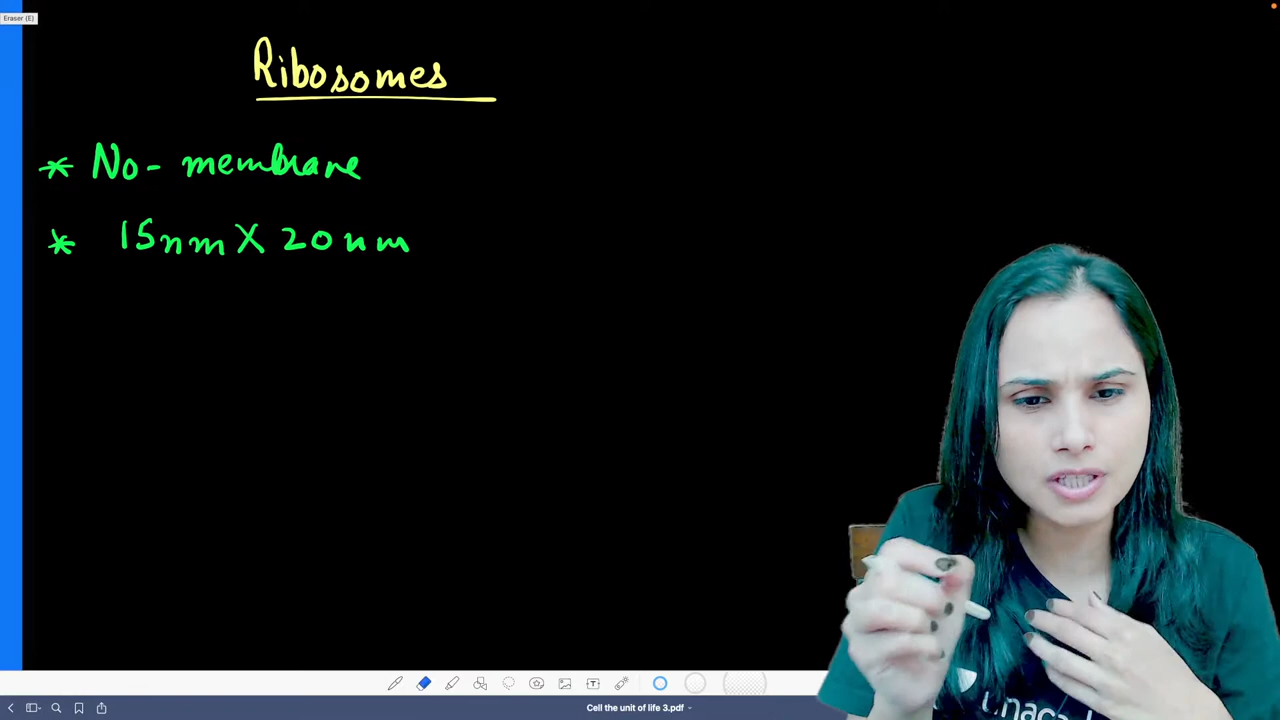 Eraser (E)
Ribosomes
* No- membrane
* 15nm X 20nm
Cell the unit of life 3.pdf